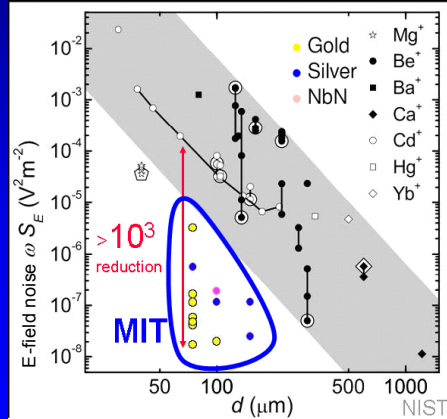 10⁻²
10⁻³
10⁻⁴
10⁻⁵
10⁻⁶
10⁻⁷
10⁻⁸
E-field noise ω S_E (V²m⁻²)
Gold
Silver
NbN
Mg⁺
Be⁺
Ba⁺
Ca⁺
Cd⁺
Hg⁺
Yb⁺
>10³
reduction
MIT
50
100
500
1000
d (μm)
NIST